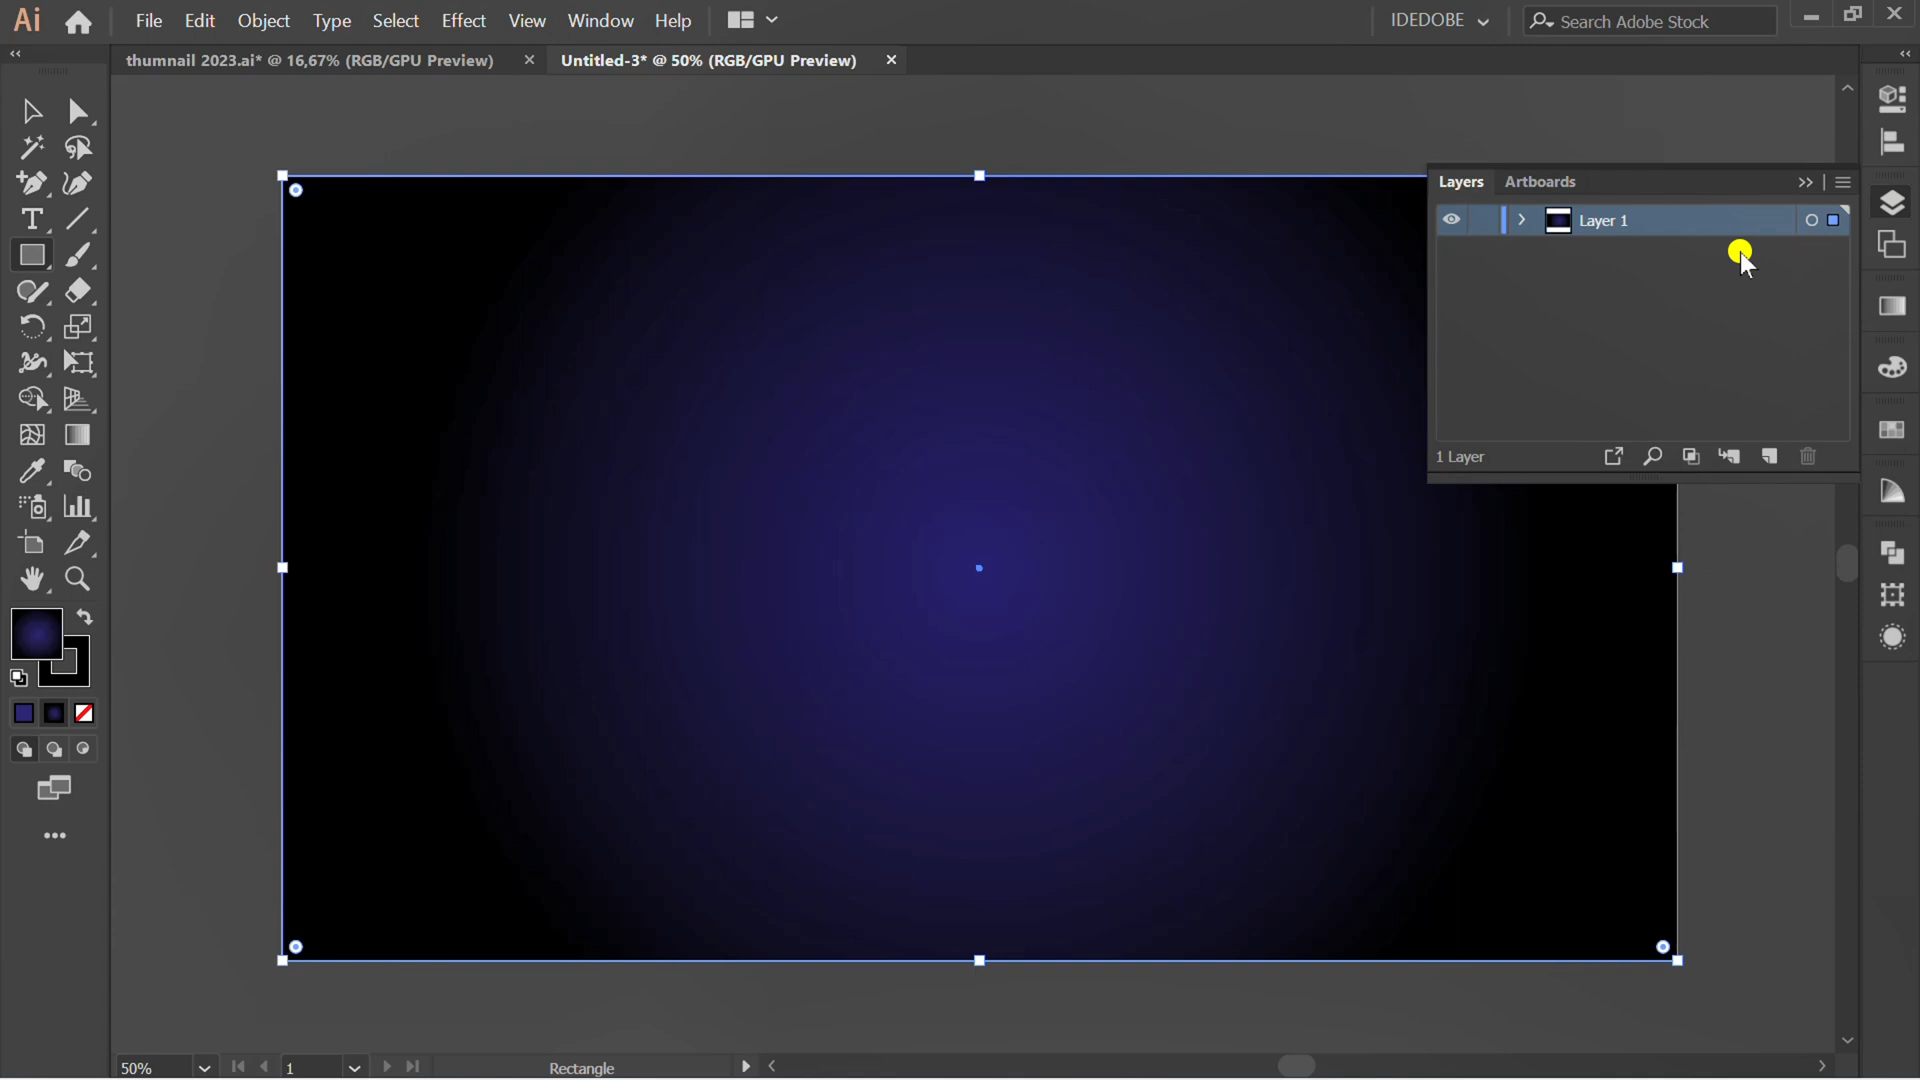 Ai File Edit Object Type Select Effect View Window Help IDEDOBE Search Adobe Stock
thumnail 2023.ai* @ 16,67% (RGB/GPU Preview) Untitled-3* @ 50% (RGB/GPU Preview)
Layers Artboards
Layer 1
1 Layer
50% 1 Rectangle